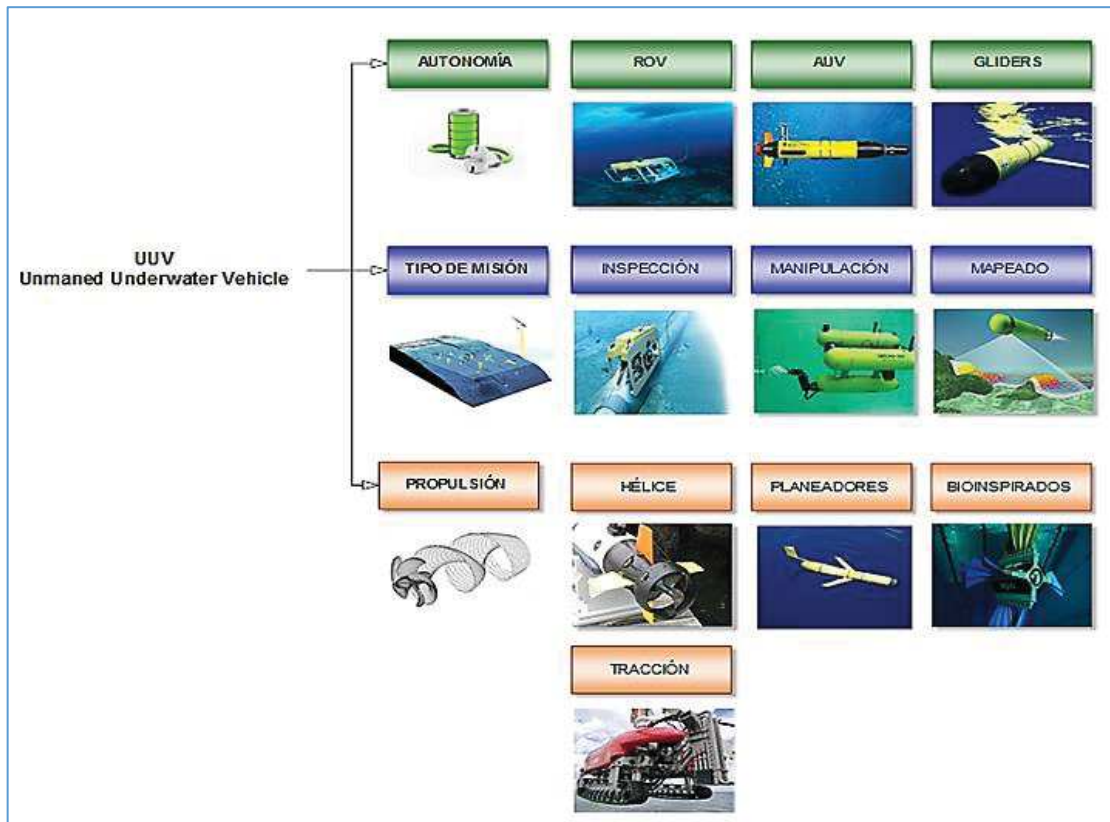 AUTONOMÍA
ROV
AUV
GLIDERS
UUV
Unmaned Underwater Vehicle
TIPO DE MISIÓN
INSPECCIÓN
MANIPULACIÓN
MAPEADO
PROPULSIÓN
HÉLICE
PLANEADORES
BIOINSPIRADOS
TRACCIÓN